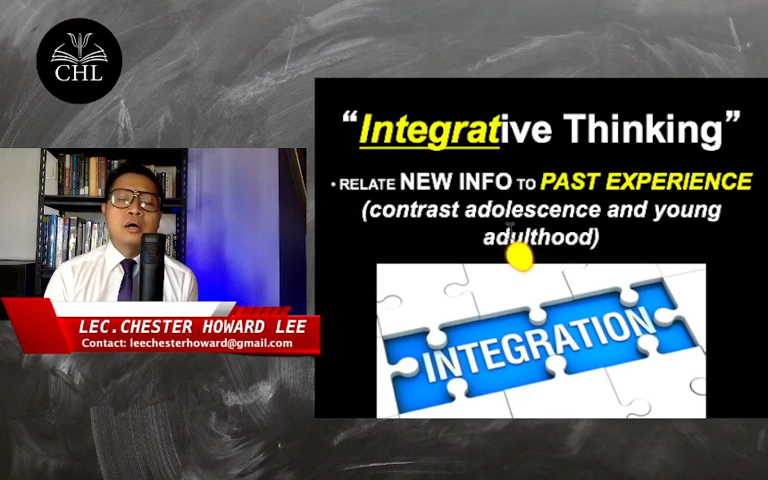 CHL
“Integrative Thinking”
• RELATE NEW INFO TO PAST EXPERIENCE
(contrast adolescence and young
adulthood)
LEC.CHESTER HOWARD LEE
Contact: leechesterhoward@gmail.com
INTEGRATION